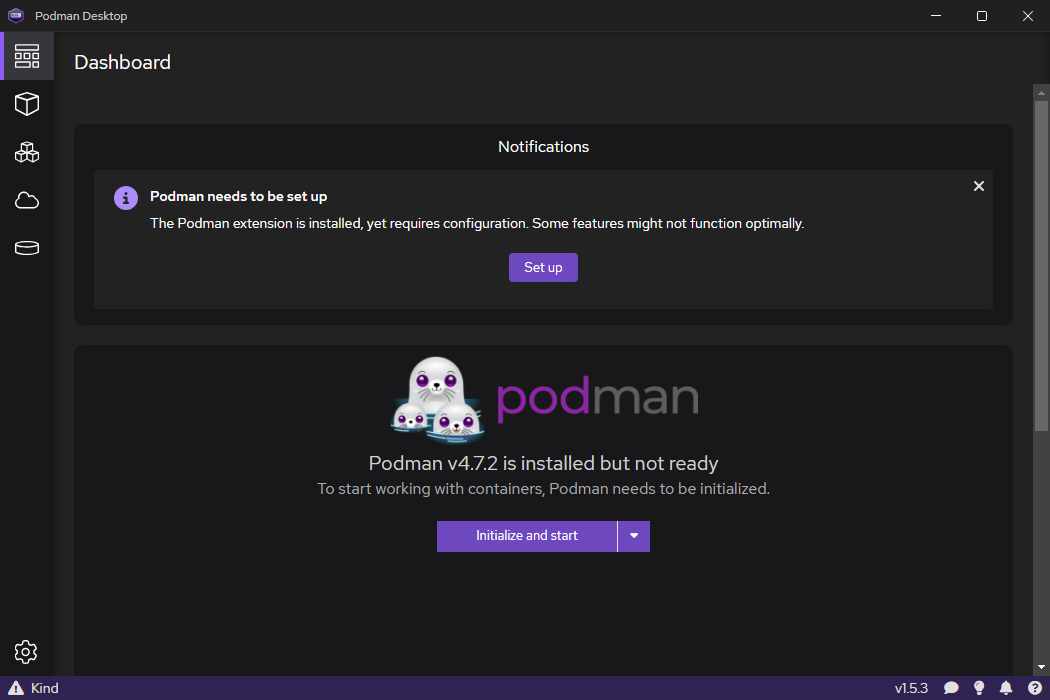 Podman Desktop
Dashboard
Notifications
Podman needs to be set up
The Podman extension is installed, yet requires configuration. Some features might not function optimally.
Set up
podman
Podman v4.7.2 is installed but not ready
To start working with containers, Podman needs to be initialized.
Initialize and start
Kind
v1.5.3